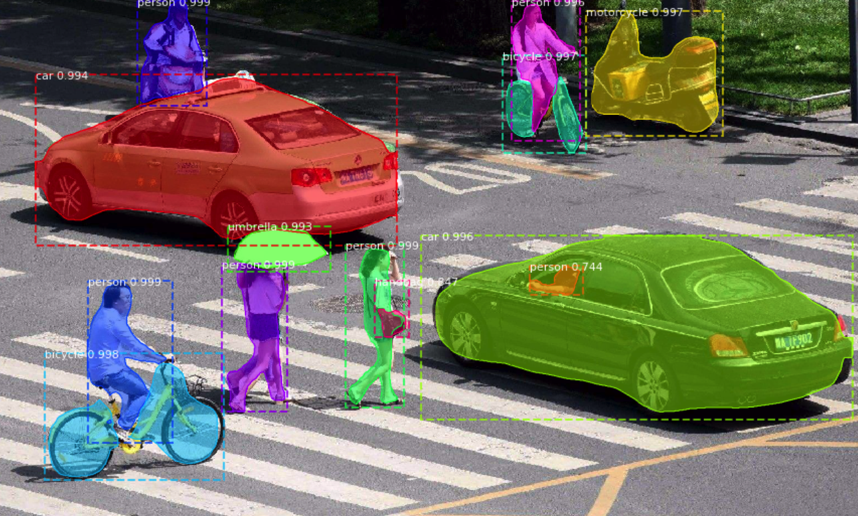 person 0.999
person 0.996
motorcycle 0.997
bicycle 0.997
car 0.994
umbrella 0.993
person 0.999
person 0.999
car 0.996
person 0.744
person 0.999
bicycle 0.998